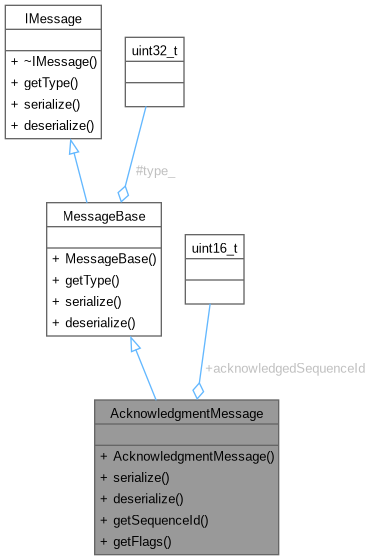 IMessage
+ ~IMessage()
+ getType()
+ serialize()
+ deserialize()
uint32_t
#type_
MessageBase
+ MessageBase()
+ getType()
+ serialize()
+ deserialize()
uint16_t
+acknowledgedSequenceId
AcknowledgmentMessage
+ AcknowledgmentMessage()
+ serialize()
+ deserialize()
+ getSequenceId()
+ getFlags()